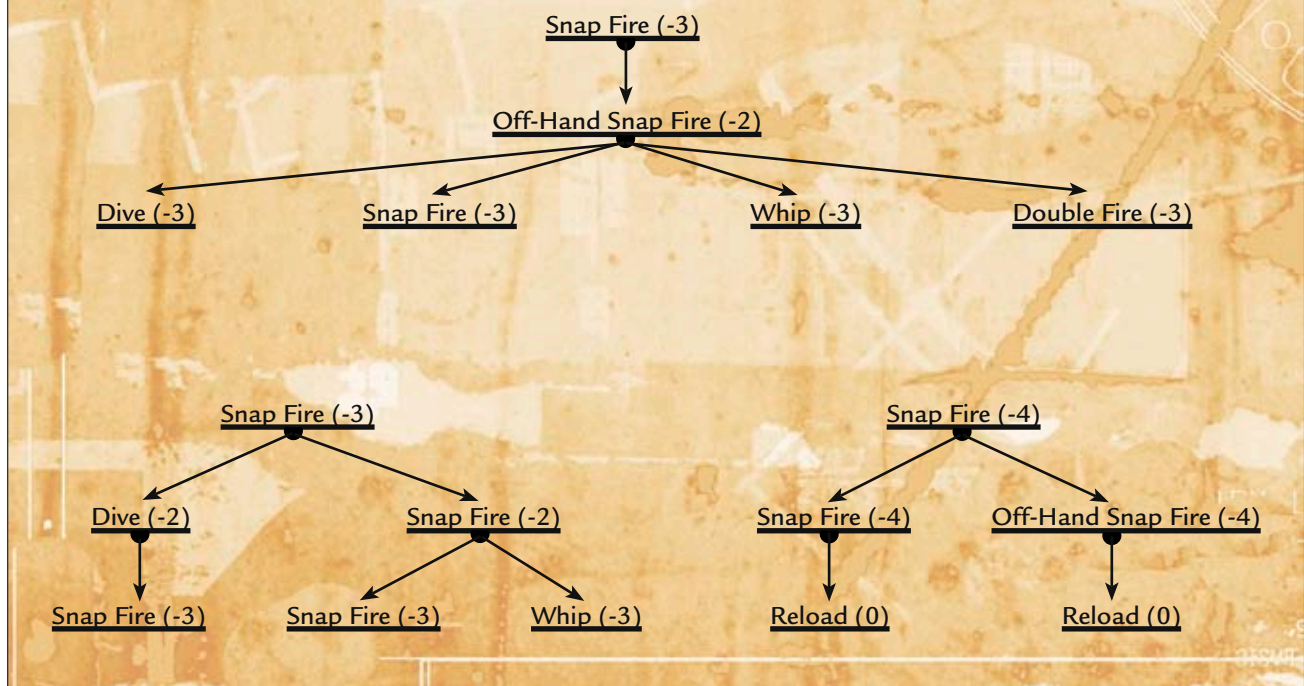 Snap Fire (-3)
Off-Hand Snap Fire (-2)
Dive (-3) Snap Fire (-3) Whip (-3) Double Fire (-3)
Snap Fire (-3) Snap Fire (-4)
Dive (-2) Snap Fire (-2) Snap Fire (-4) Off-Hand Snap Fire (-4)
Snap Fire (-3) Snap Fire (-3) Whip (-3) Reload (0) Reload (0)